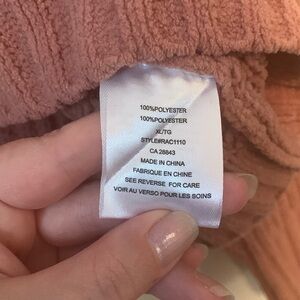 100%POLYESTER
100%POLYESTER
XL/TG
STYLE#RAC1110
CA 28843
MADE IN CHINA
FABRIQUE EN CHINE
SEE REVERSE FOR CARE
VOIR AU VERSO POUR LES SOINS